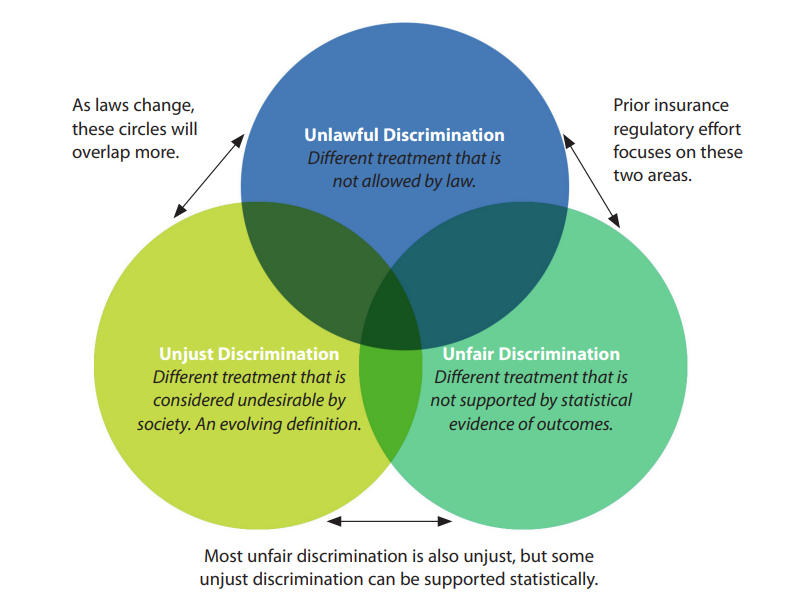 As laws change,
these circles will
overlap more.
Prior insurance
regulatory effort
focuses on these
two areas.
Unlawful Discrimination
Different treatment that is
not allowed by law.
Unjust Discrimination
Different treatment that is
considered undesirable by
society. An evolving definition.
Unfair Discrimination
Different treatment that is
not supported by statistical
evidence of outcomes.
Most unfair discrimination is also unjust, but some
unjust discrimination can be supported statistically.